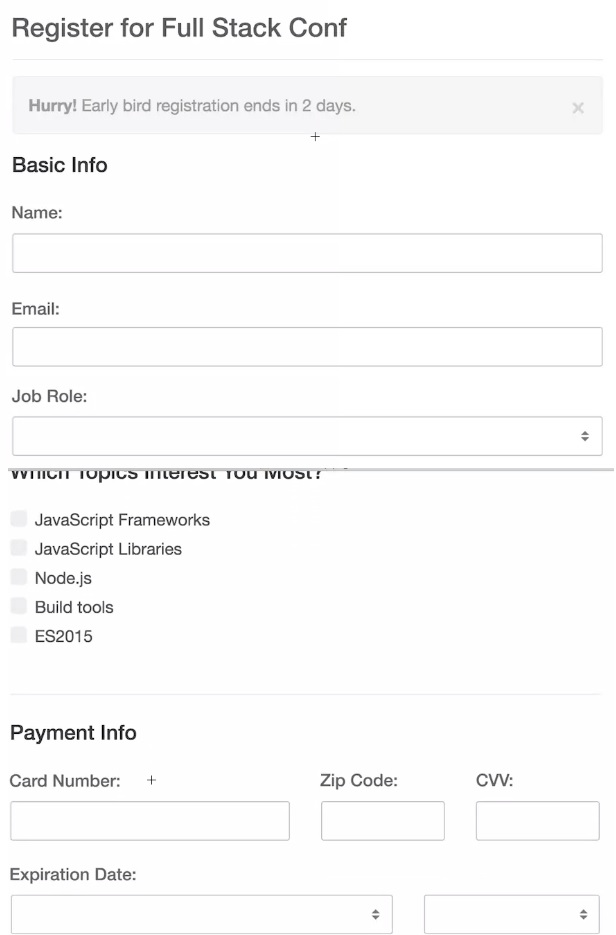 Register for Full Stack Conf
Hurry! Early bird registration ends in 2 days.
Basic Info
Name:
Email:
Job Role:
Which Topics Interest You Most?
JavaScript Frameworks
JavaScript Libraries
Node.js
Build tools
ES2015
Payment Info
Card Number: Zip Code: CVV:
Expiration Date: